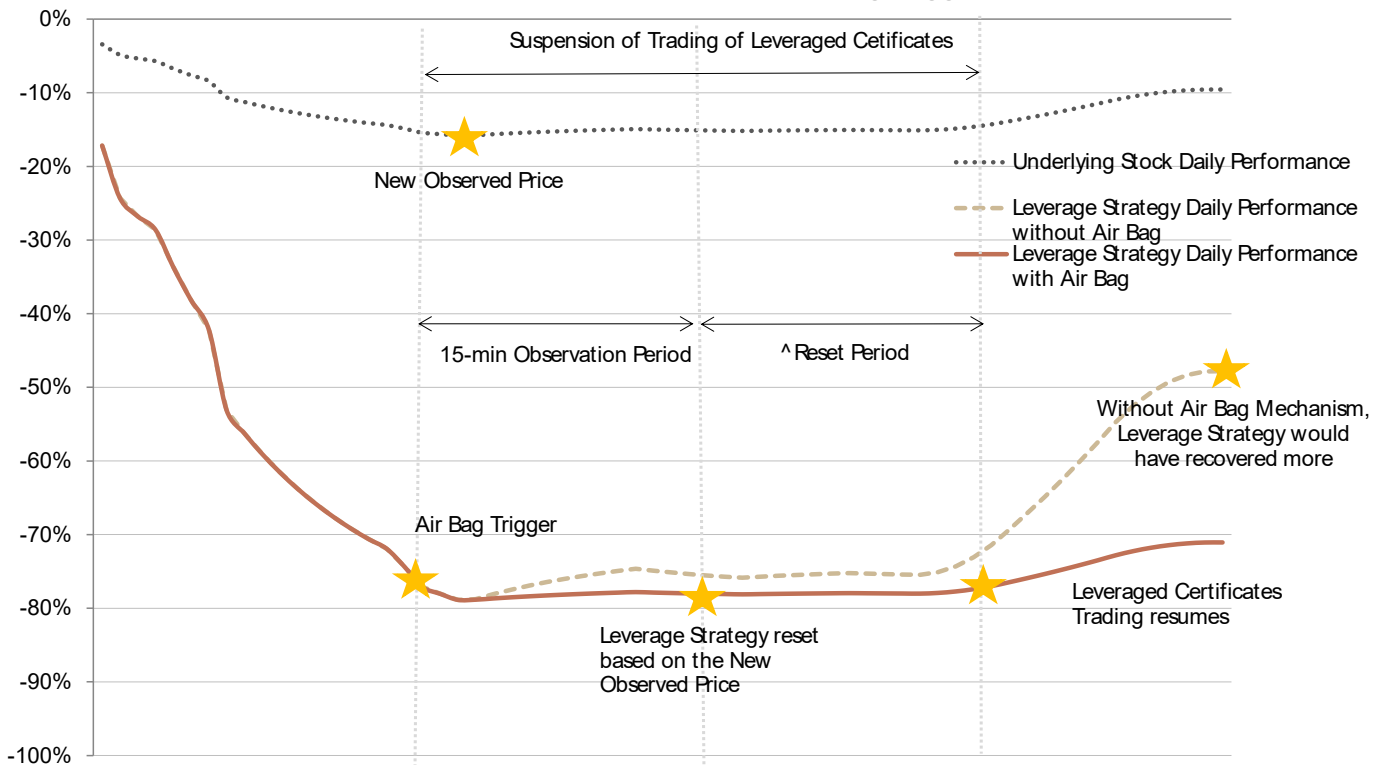 0%
Suspension of Trading of Leveraged Cetificates
-10%
-20%
Underlying Stock Daily Performance
New Observed Price
Leverage Strategy Daily Performance
without Air Bag
-30%
Leverage Strategy Daily Performance
with Air Bag
-40%
15-min Observation Period
^Reset Period
-50%
Without Air Bag Mechanism,
Leverage Strategy would
have recovered more
-60%
-70%
Air Bag Trigger
-80%
Leveraged Certificates
Trading resumes
Leverage Strategy reset
based on the New
Observed Price
-90%
-100%